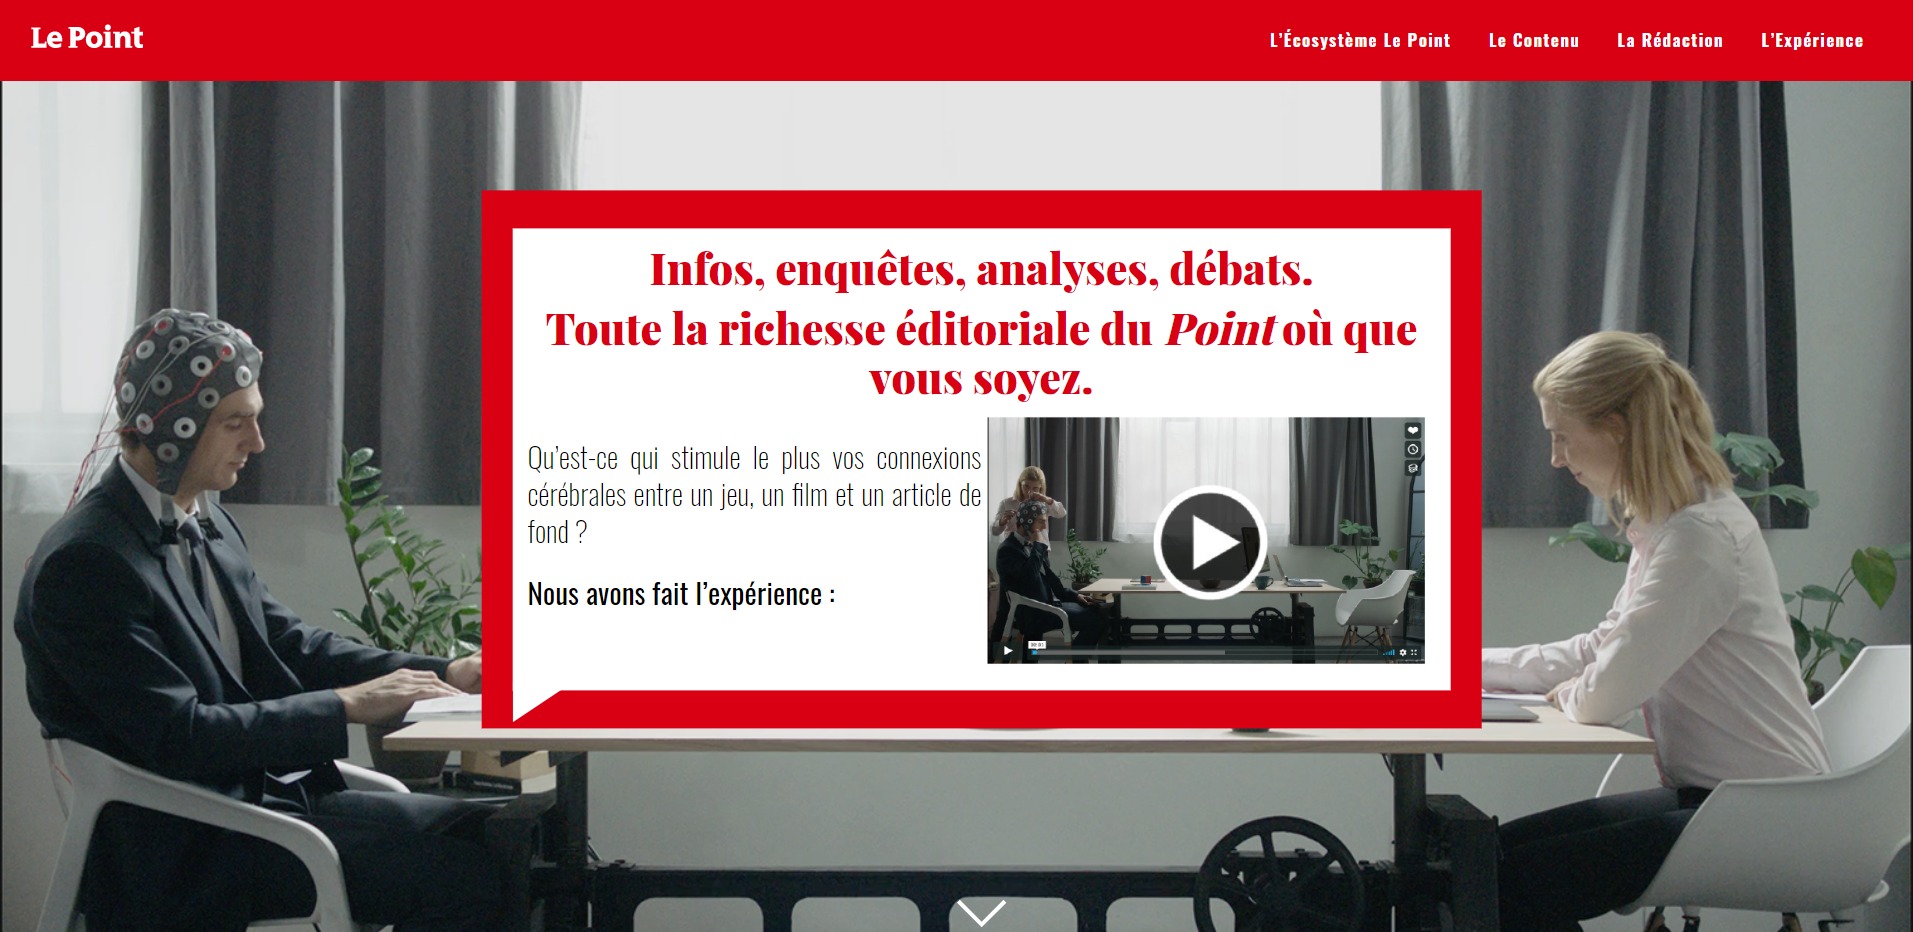 Le Point
L’Écosystème Le Point
Le Contenu
La Rédaction
L’Expérience
Infos, enquêtes, analyses, débats.
Toute la richesse éditoriale du Point où que
vous soyez.
Qu’est-ce qui stimule le plus vos connexions
cérébrales entre un jeu, un film et un article de
fond ?
Nous avons fait l’expérience :